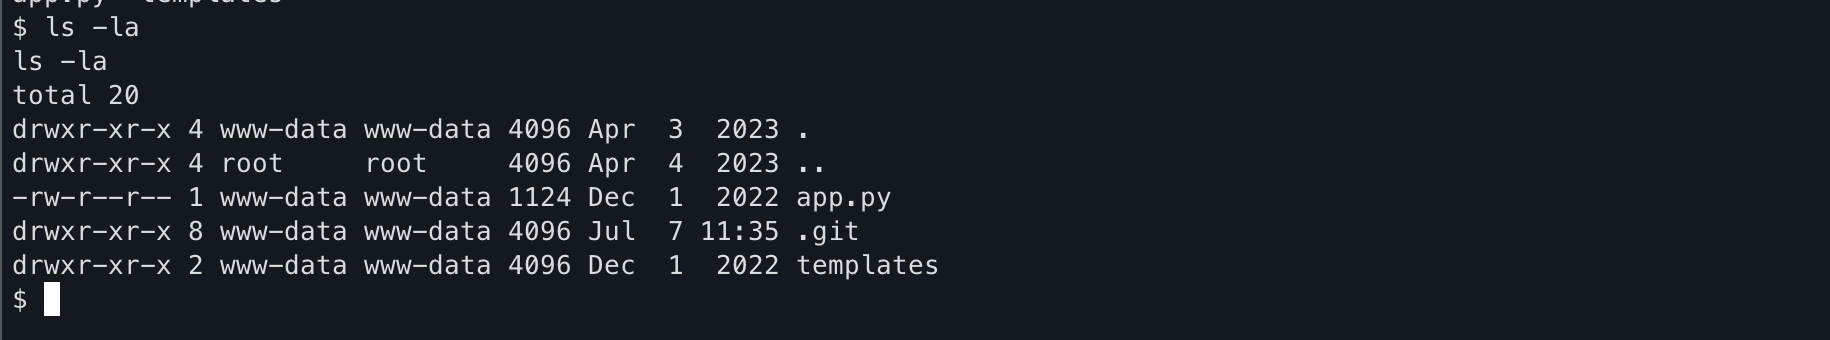 app.py  templates
$ ls -la
ls -la
total 20
drwxr-xr-x 4 www-data www-data 4096 Apr  3  2023 .
drwxr-xr-x 4 root     root     4096 Apr  4  2023 ..
-rw-r--r-- 1 www-data www-data 1124 Dec  1  2022 app.py
drwxr-xr-x 8 www-data www-data 4096 Jul  7 11:35 .git
drwxr-xr-x 2 www-data www-data 4096 Dec  1  2022 templates
$